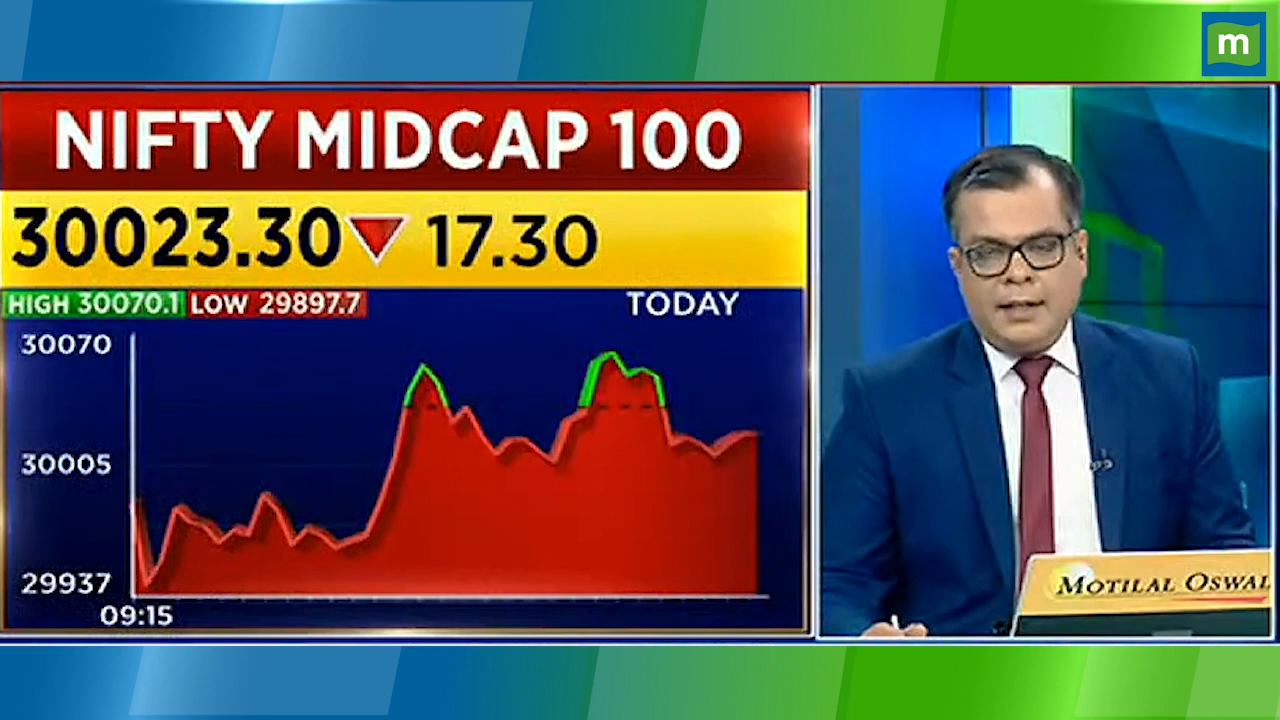 m
NIFTY MIDCAP 100
30023.30 17.30
HIGH 30070.1 LOW 29897.7
TODAY
30070
30005
29937
09:15
MOTILAL OSWAL